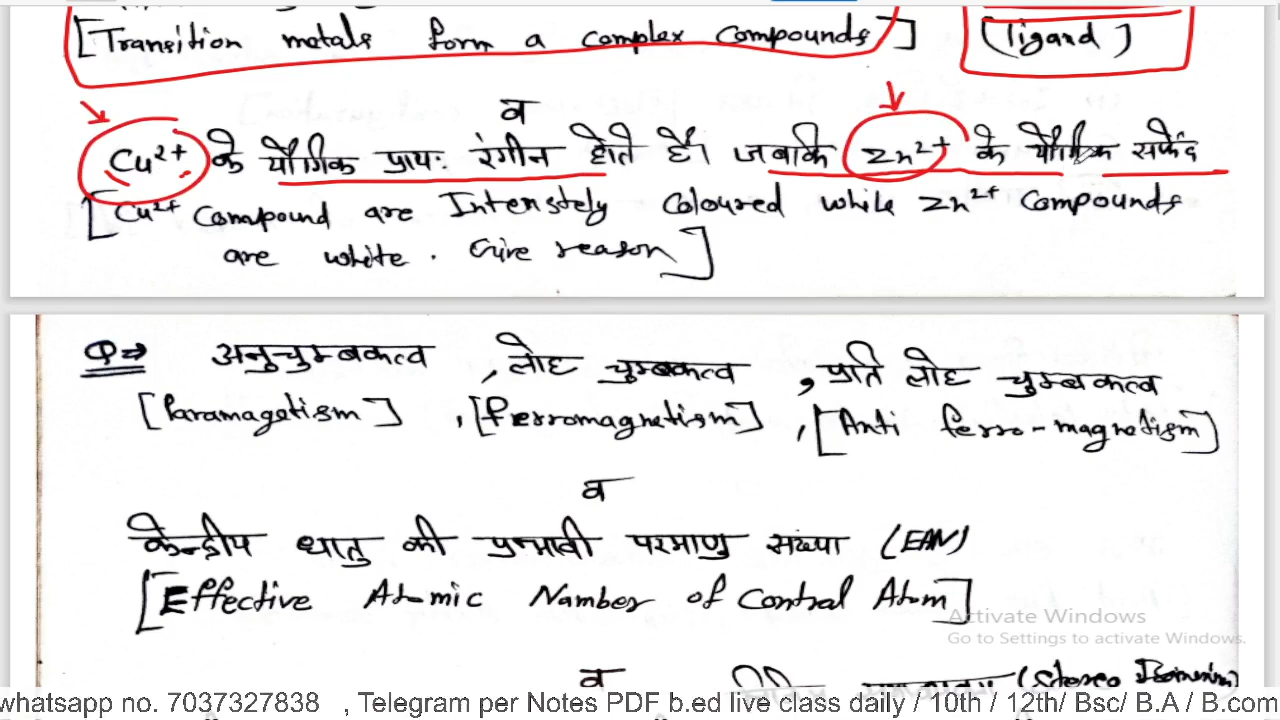 [Transition metals form a complex compounds] (ligand)
व
Cu²⁺ के यौगिक प्रायः रंगीन होते हैं। जबकि Zn²⁺ के यौगिक सफेद
[Cu²⁺ Compound are Intenstely Coloured while Zn²⁺ Compounds
are white. Give reason]
Q⇒ अनुचुम्बकत्व, लोह चुम्बकत्व, प्रति लोह चुम्बकत्व
[Paramagetism], [ferromagnetism], [Anti ferro-magnetism]
व
केन्द्रीय धातु की प्रभावी परमाणु संख्या (EAN)
[Effective Atomic Number of Central Atom]
Activate Windows
Go to Settings to activate Windows.
व (Stereo Isomerism)
whatsapp no. 7037327838 , Telegram per Notes PDF b.ed live class daily / 10th / 12th/ Bsc/ B.A / B.com